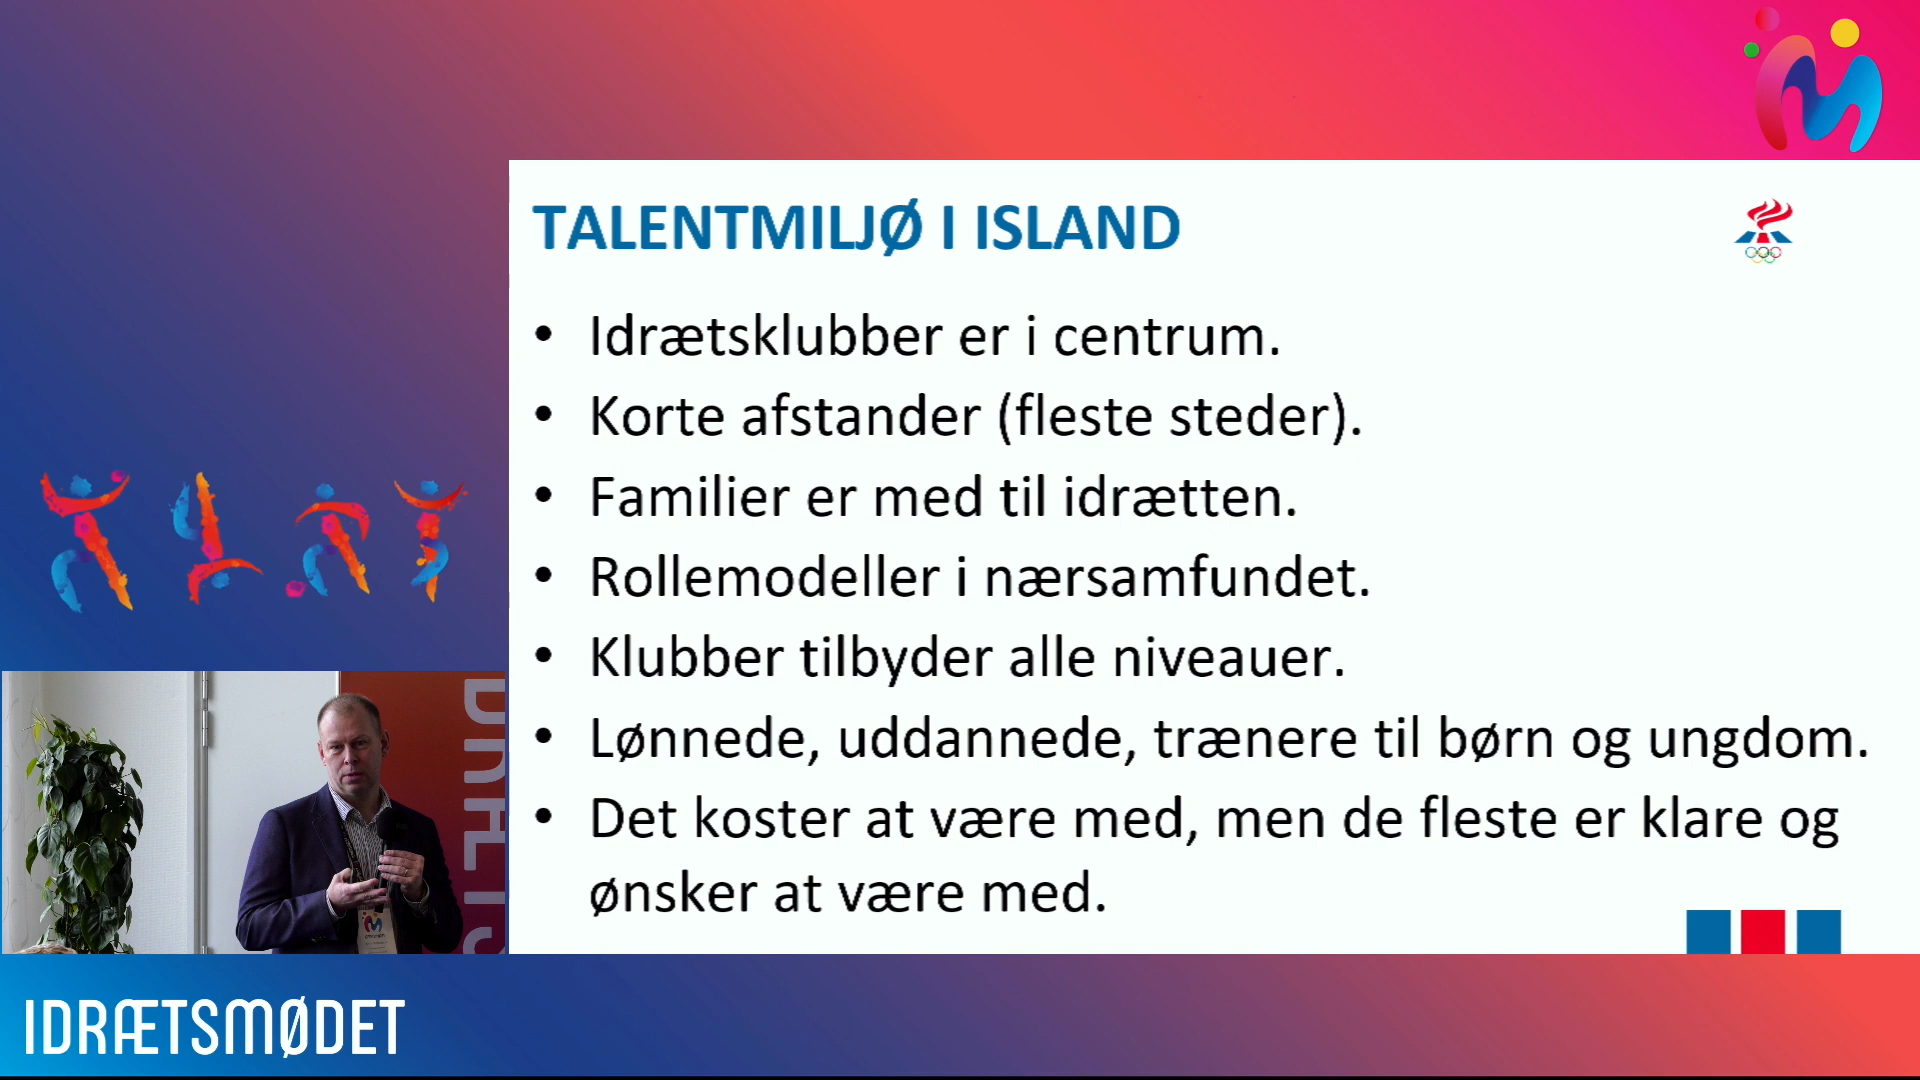 TALENTMILJØ I ISLAND
• Idrætsklubber er i centrum.
• Korte afstander (fleste steder).
• Familier er med til idrætten.
• Rollemodeller i nærsamfundet.
• Klubber tilbyder alle niveauer.
• Lønnede, uddannede, trænere til børn og ungdom.
• Det koster at være med, men de fleste er klare og
ønsker at være med.
IDRÆTSMØDET